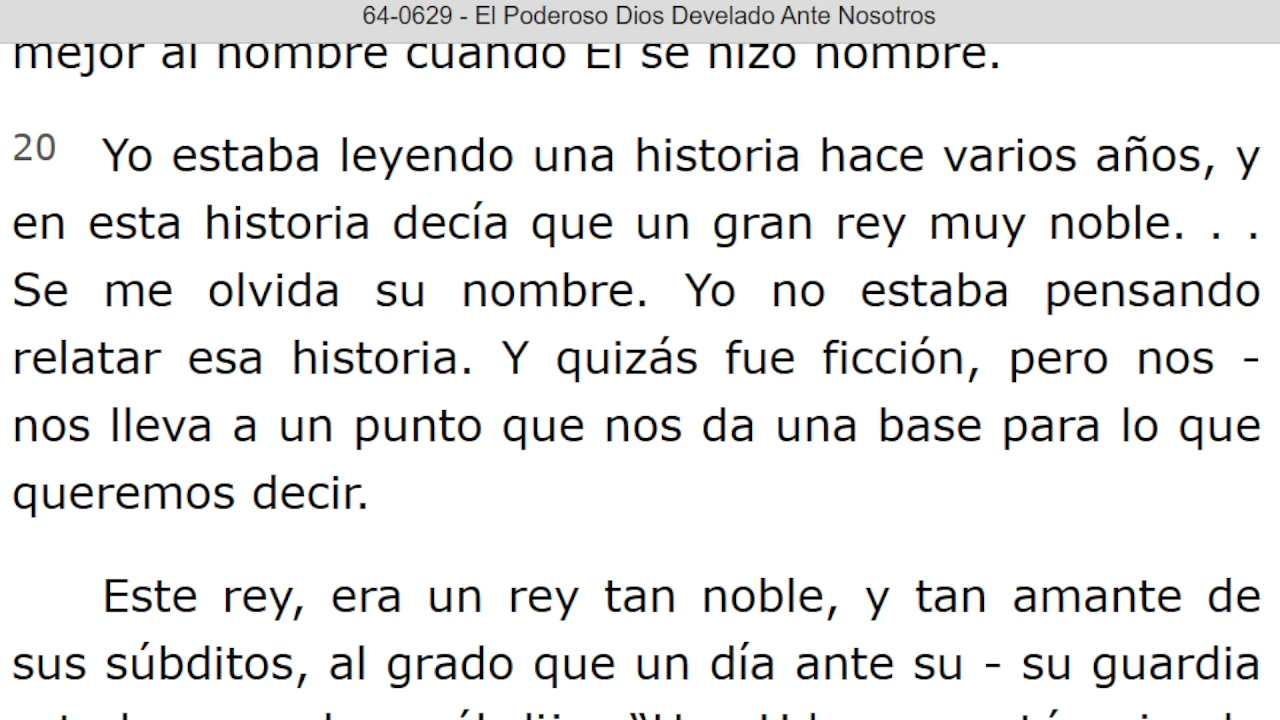 64-0629 - El Poderoso Dios Develado Ante Nosotros
mejor al hombre cuando Él se hizo hombre.
20 Yo estaba leyendo una historia hace varios años, y
en esta historia decía que un gran rey muy noble. . .
Se me olvida su nombre. Yo no estaba pensando
relatar esa historia. Y quizás fue ficción, pero nos -
nos lleva a un punto que nos da una base para lo que
queremos decir.
Este rey, era un rey tan noble, y tan amante de
sus súbditos, al grado que un día ante su - su guardia